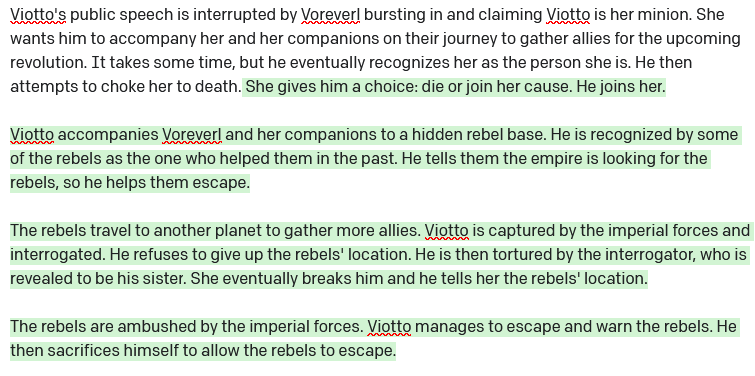 Viotto's public speech is interrupted by Voreverl bursting in and claiming Viotto is her minion. She
wants him to accompany her and her companions on their journey to gather allies for the upcoming
revolution. It takes some time, but he eventually recognizes her as the person she is. He then
attempts to choke her to death. She gives him a choice: die or join her cause. He joins her.

Viotto accompanies Voreverl and her companions to a hidden rebel base. He is recognized by some
of the rebels as the one who helped them in the past. He tells them the empire is looking for the
rebels, so he helps them escape.

The rebels travel to another planet to gather more allies. Viotto is captured by the imperial forces and
interrogated. He refuses to give up the rebels' location. He is then tortured by the interrogator, who is
revealed to be his sister. She eventually breaks him and he tells her the rebels' location.

The rebels are ambushed by the imperial forces. Viotto manages to escape and warn the rebels. He
then sacrifices himself to allow the rebels to escape.